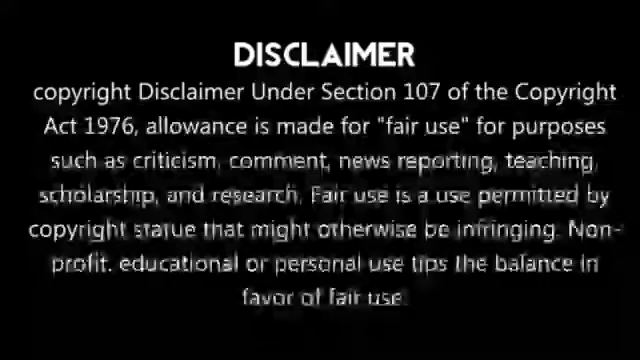 DISCLAIMER
copyright Disclaimer Under Section 107 of the Copyright
Act 1976, allowance is made for "fair use" for purposes
such as criticism, comment, news reporting, teaching,
scholarship, and research. Fair use is a use permitted by
copyright statue that might otherwise be infringing. Non-
profit. educational or personal use tips the balance in
favor of fair use.